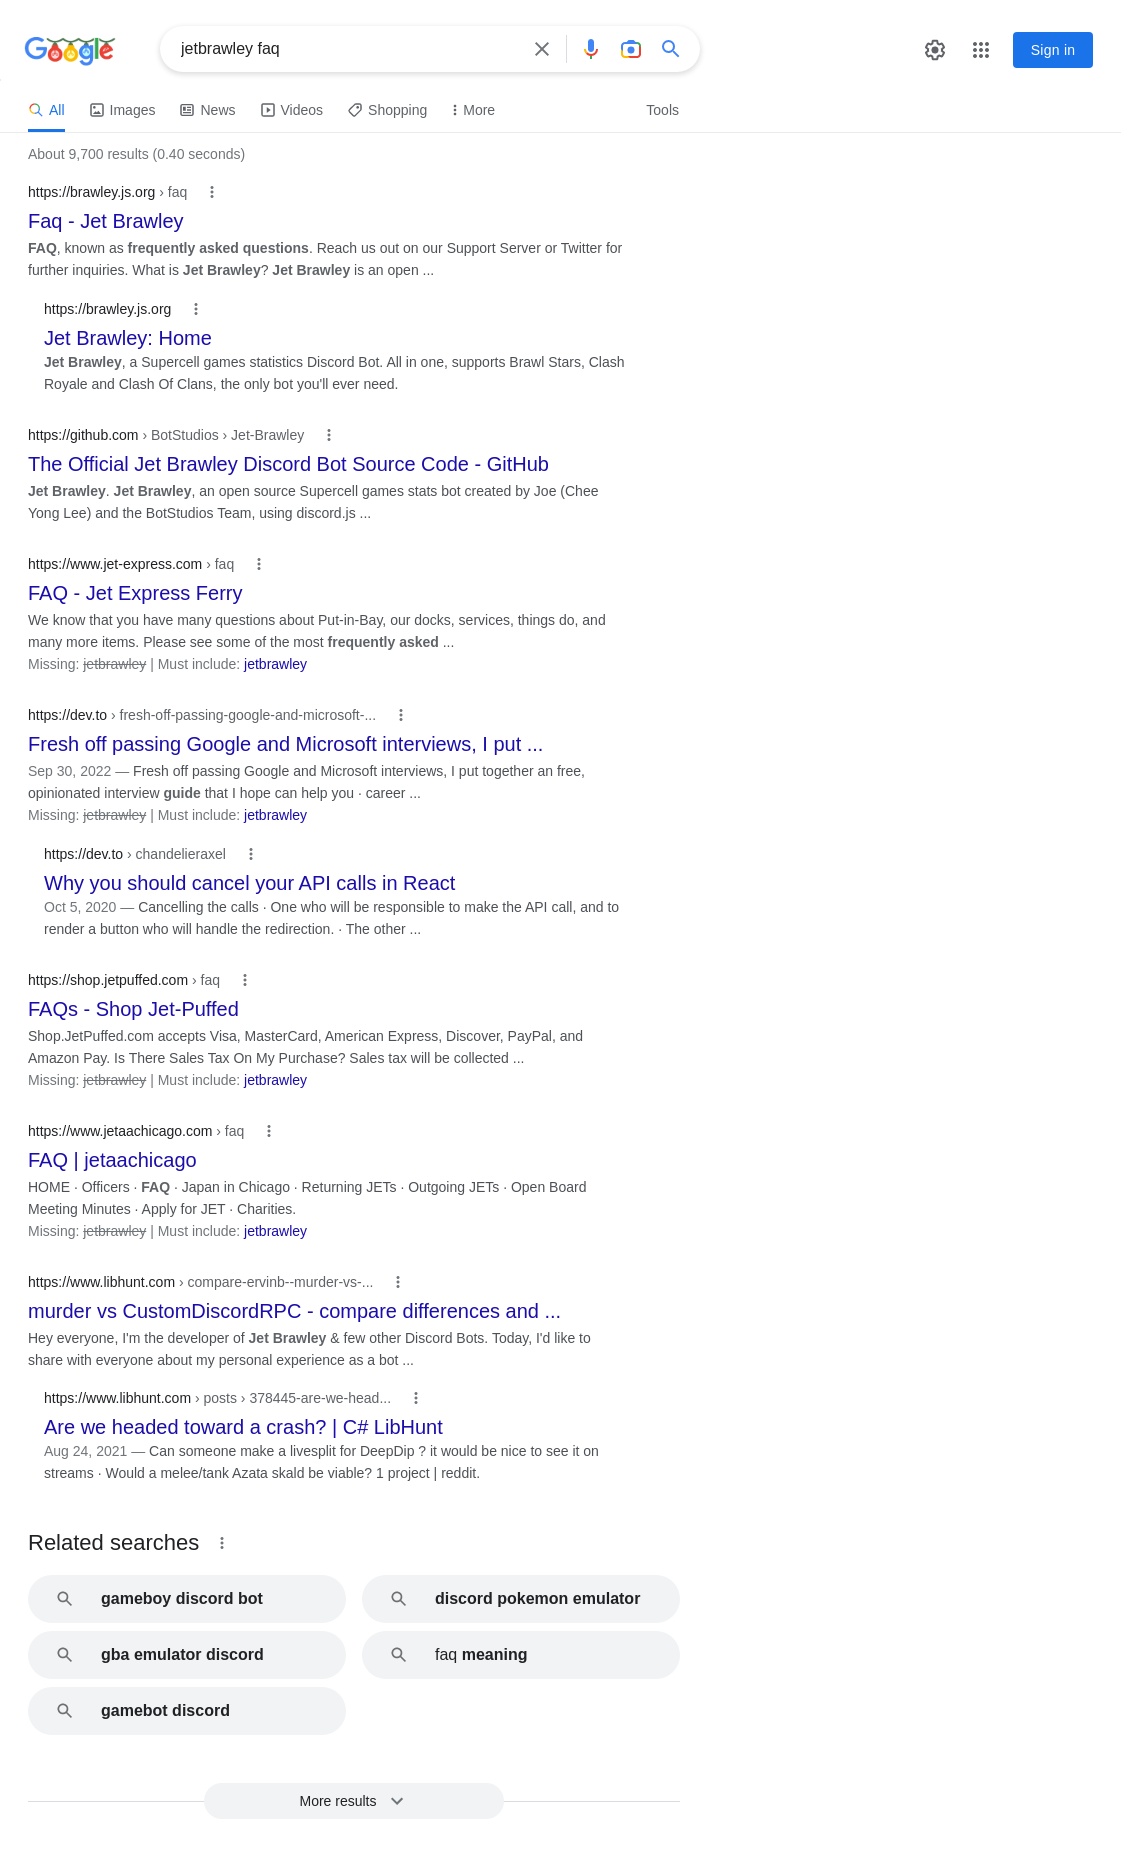 Google
jetbrawley faq
Sign in
All Images News Videos Shopping More Tools
About 9,700 results (0.40 seconds)
https://brawley.js.org › faq
Faq - Jet Brawley
FAQ, known as frequently asked questions. Reach us out on our Support Server or Twitter for
further inquiries. What is Jet Brawley? Jet Brawley is an open ...
https://brawley.js.org
Jet Brawley: Home
Jet Brawley, a Supercell games statistics Discord Bot. All in one, supports Brawl Stars, Clash
Royale and Clash Of Clans, the only bot you'll ever need.
https://github.com › BotStudios › Jet-Brawley
The Official Jet Brawley Discord Bot Source Code - GitHub
Jet Brawley. Jet Brawley, an open source Supercell games stats bot created by Joe (Chee
Yong Lee) and the BotStudios Team, using discord.js ...
https://www.jet-express.com › faq
FAQ - Jet Express Ferry
We know that you have many questions about Put-in-Bay, our docks, services, things do, and
many more items. Please see some of the most frequently asked ...
Missing: jetbrawley | Must include: jetbrawley
https://dev.to › fresh-off-passing-google-and-microsoft-...
Fresh off passing Google and Microsoft interviews, I put ...
Sep 30, 2022 — Fresh off passing Google and Microsoft interviews, I put together an free,
opinionated interview guide that I hope can help you · career ...
Missing: jetbrawley | Must include: jetbrawley
https://dev.to › chandelieraxel
Why you should cancel your API calls in React
Oct 5, 2020 — Cancelling the calls · One who will be responsible to make the API call, and to
render a button who will handle the redirection. · The other ...
https://shop.jetpuffed.com › faq
FAQs - Shop Jet-Puffed
Shop.JetPuffed.com accepts Visa, MasterCard, American Express, Discover, PayPal, and
Amazon Pay. Is There Sales Tax On My Purchase? Sales tax will be collected ...
Missing: jetbrawley | Must include: jetbrawley
https://www.jetaachicago.com › faq
FAQ | jetaachicago
HOME · Officers · FAQ · Japan in Chicago · Returning JETs · Outgoing JETs · Open Board
Meeting Minutes · Apply for JET · Charities.
Missing: jetbrawley | Must include: jetbrawley
https://www.libhunt.com › compare-ervinb--murder-vs-...
murder vs CustomDiscordRPC - compare differences and ...
Hey everyone, I'm the developer of Jet Brawley & few other Discord Bots. Today, I'd like to
share with everyone about my personal experience as a bot ...
https://www.libhunt.com › posts › 378445-are-we-head...
Are we headed toward a crash? | C# LibHunt
Aug 24, 2021 — Can someone make a livesplit for DeepDip ? it would be nice to see it on
streams · Would a melee/tank Azata skald be viable? 1 project | reddit.
Related searches
gameboy discord bot
discord pokemon emulator
gba emulator discord
faq meaning
gamebot discord
More results